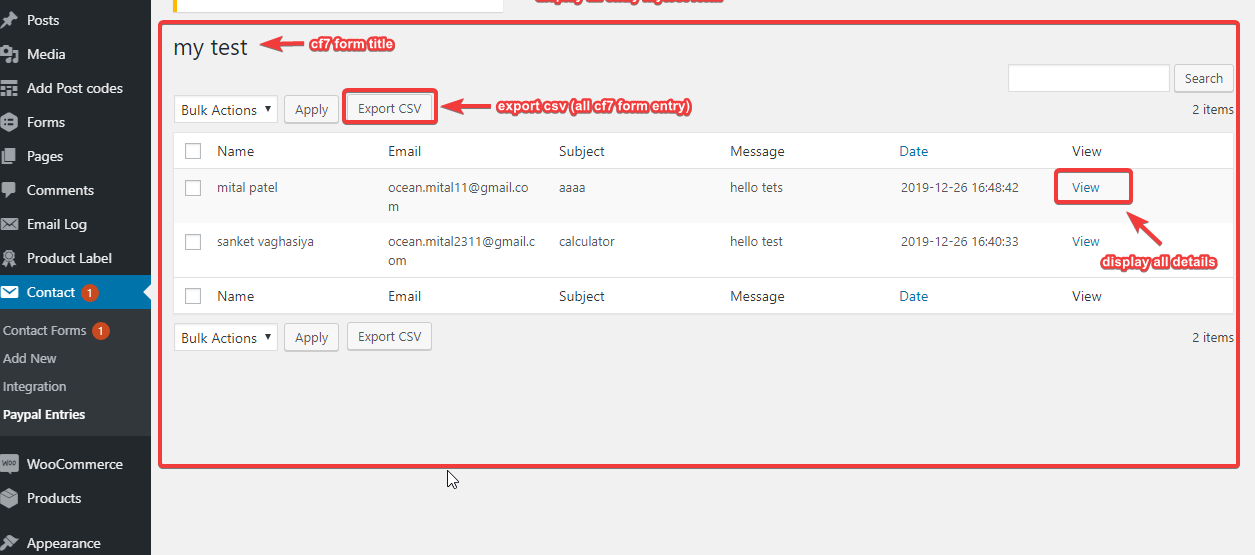 Posts
Media
Add Post codes
Forms
Pages
Comments
Email Log
Product Label
Contact 1
Contact Forms 1
Add New
Integration
Paypal Entries
WooCommerce
Products
Appearance
my test
cf7 form title
Search
Bulk Actions Apply Export CSV
export csv (all cf7 form entry)
2 items
Name Email Subject Message Date View
mital patel ocean.mital11@gmail.co aaaa hello tets 2019-12-26 16:48:42 View
m
sanket vaghasiya ocean.mital2311@gmail.c calculator hello test 2019-12-26 16:40:33 View
om
display all details
Name Email Subject Message Date View
Bulk Actions Apply Export CSV
2 items